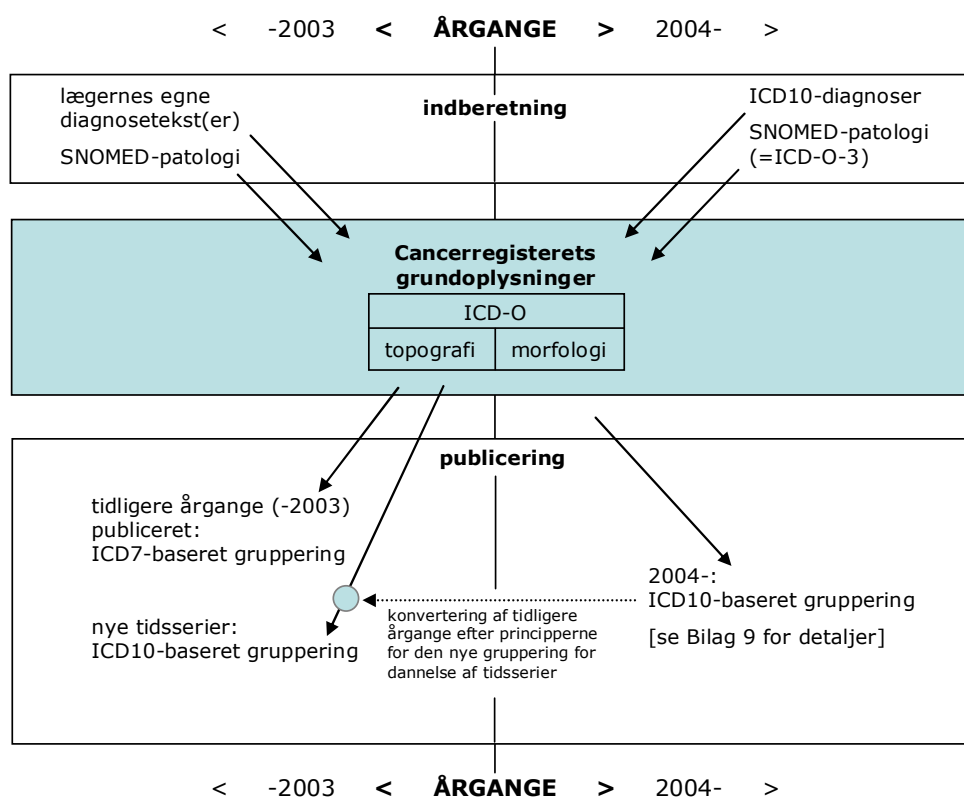 < -2003 < ÅRGANGE > 2004- >
indberetning
lægernes egne
diagnosetekst(er)
SNOMED-patologi
ICD10-diagnoser
SNOMED-patologi
(=ICD-O-3)
Cancerregisterets
grundoplysninger
ICD-O
topografi morfologi
publicering
tidligere årgange (-2003)
publiceret:
ICD7-baseret gruppering
nye tidsserier:
ICD10-baseret gruppering
konvertering af tidligere
årgange efter principperne
for den nye gruppering for
dannelse af tidsserier
2004-:
ICD10-baseret gruppering
[se Bilag 9 for detaljer]
< -2003 < ÅRGANGE > 2004- >